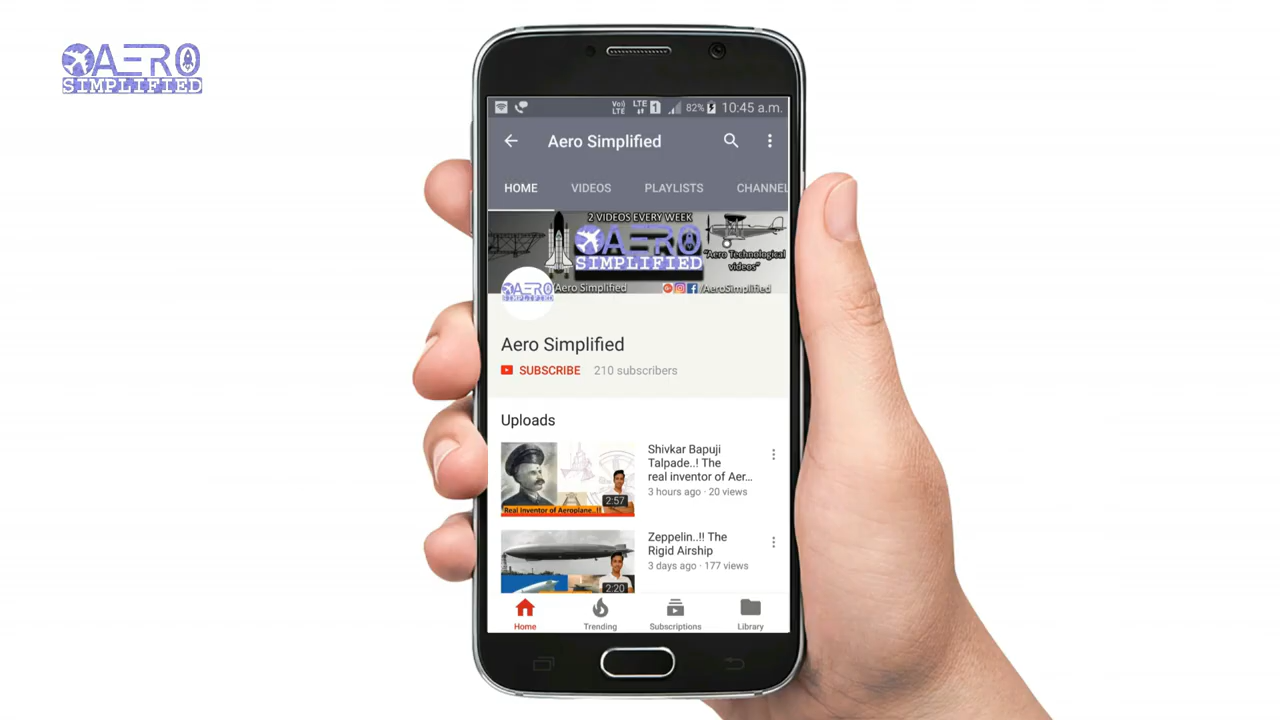 AERO
SIMPLIFIED
Vo))
LTE
LTE
1
82%
10:45 a.m.
Aero Simplified
HOME
VIDEOS
PLAYLISTS
CHANNEL
2 VIDEOS EVERY WEEK
AERO
SIMPLIFIED
"Aero Technological
videos"
AERO
SIMPLIFIED
/Aero Simplified
/AeroSimplified
Aero Simplified
SUBSCRIBE
210 subscribers
Uploads
Shivkar Bapuji
Talpade..! The
real inventor of Aer...
3 hours ago · 20 views
2:57
Real Inventor of Aeroplane..!!
Zeppelin..!! The
Rigid Airship
3 days ago · 177 views
2:20
Home
Trending
Subscriptions
Library